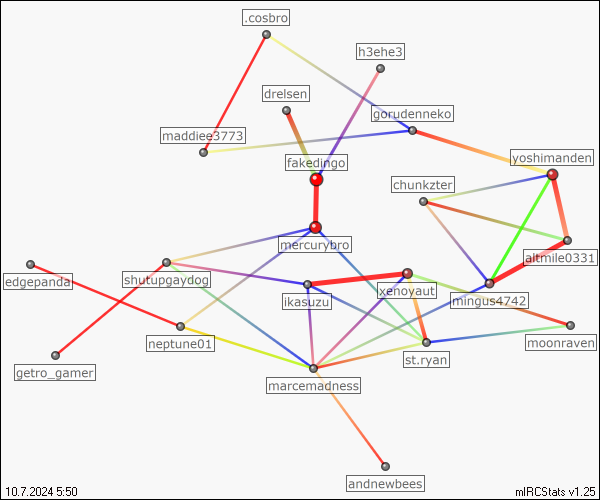 .cosbro
h3ehe3
drelsen
gorudenneko
maddiee3773
fakedingo
yoshimanden
chunkzter
mercurybro
altmile0331
edgepanda
shutupgaydog
ikasuzu
xenoyaut
mingus4742
neptune01
moonraven
st.ryan
getro_gamer
marcemadness
andnewbees
10.7.2024 5:50
mIRCStats v1.25